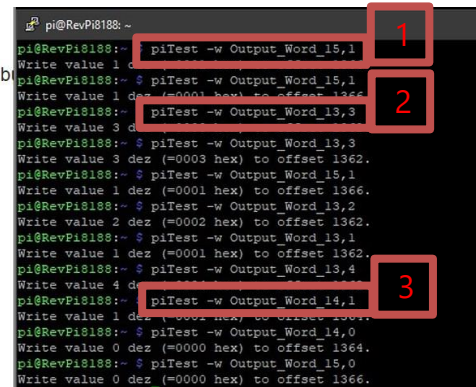 pi@RevPi8188: ~
pi@RevPi8188:~ $ piTest -w Output_Word_15,1
1
Write value 1 d
pi@RevPi8188:~ $ piTest -w Output_Word_15,1
Write value 1 dez (=0001 hex) to offset 1366.
pi@RevPi8188:~ piTest -w Output_Word_13,3
2
Write value 3 d
pi@RevPi8188:~ $ piTest -w Output_Word_13,3
Write value 3 dez (=0003 hex) to offset 1362.
pi@RevPi8188:~ $ piTest -w Output_Word_15,1
Write value 1 dez (=0001 hex) to offset 1366.
pi@RevPi8188:~ $ piTest -w Output_Word_13,2
Write value 2 dez (=0002 hex) to offset 1362.
pi@RevPi8188:~ $ piTest -w Output_Word_13,1
Write value 1 dez (=0001 hex) to offset 1362.
pi@RevPi8188:~ $ piTest -w Output_Word_13,4
Write value 4 de
pi@RevPi8188:~ $ piTest -w Output_Word_14,1
3
Write value 1 de
pi@RevPi8188:~ $ piTest -w Output_Word_14,0
Write value 0 dez (=0000 hex) to offset 1364.
pi@RevPi8188:~ $ piTest -w Output_Word_15,0
Write value 0 dez (=0000 hex) to offset 1366.